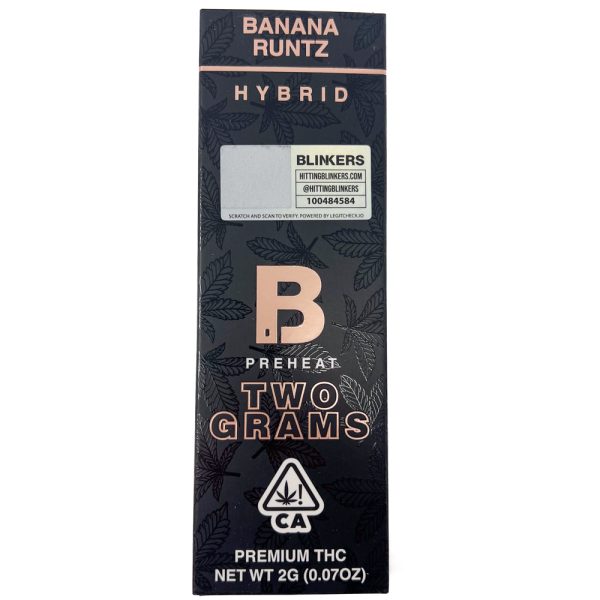 BANANA
RUNTZ
HYBRID
BLINKERS
HITTINGBLINKERS.COM
@HITTINGBLINKERS
100484584
SCRATCH AND SCAN TO VERIFY. POWERED BY LEGITCHECK.IO
B
PREHEAT
TWO
GRAMS
CA
PREMIUM THC
NET WT 2G (0.07OZ)